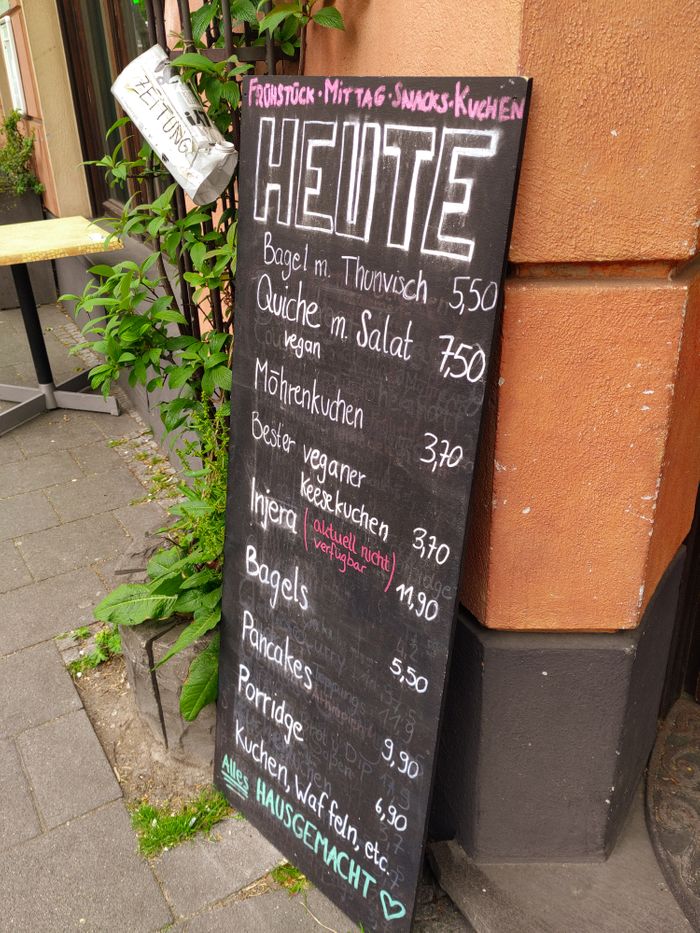 ZEITUNG
FRÜHSTÜCK · MITTAG · SNACKS · KUCHEN
HEUTE
Bagel m. Thunvisch 5,50
Quiche m. Salat 7,50
vegan
Möhrenkuchen 3,70
Bester veganer
Keesekuchen 3,70
Injera (aktuell nicht 11,90
verfügbar)
Bagels 5,50
Pancakes 9,90
Porridge 6,90
Kuchen, Waffeln, etc.
Alles HAUSGEMACHT